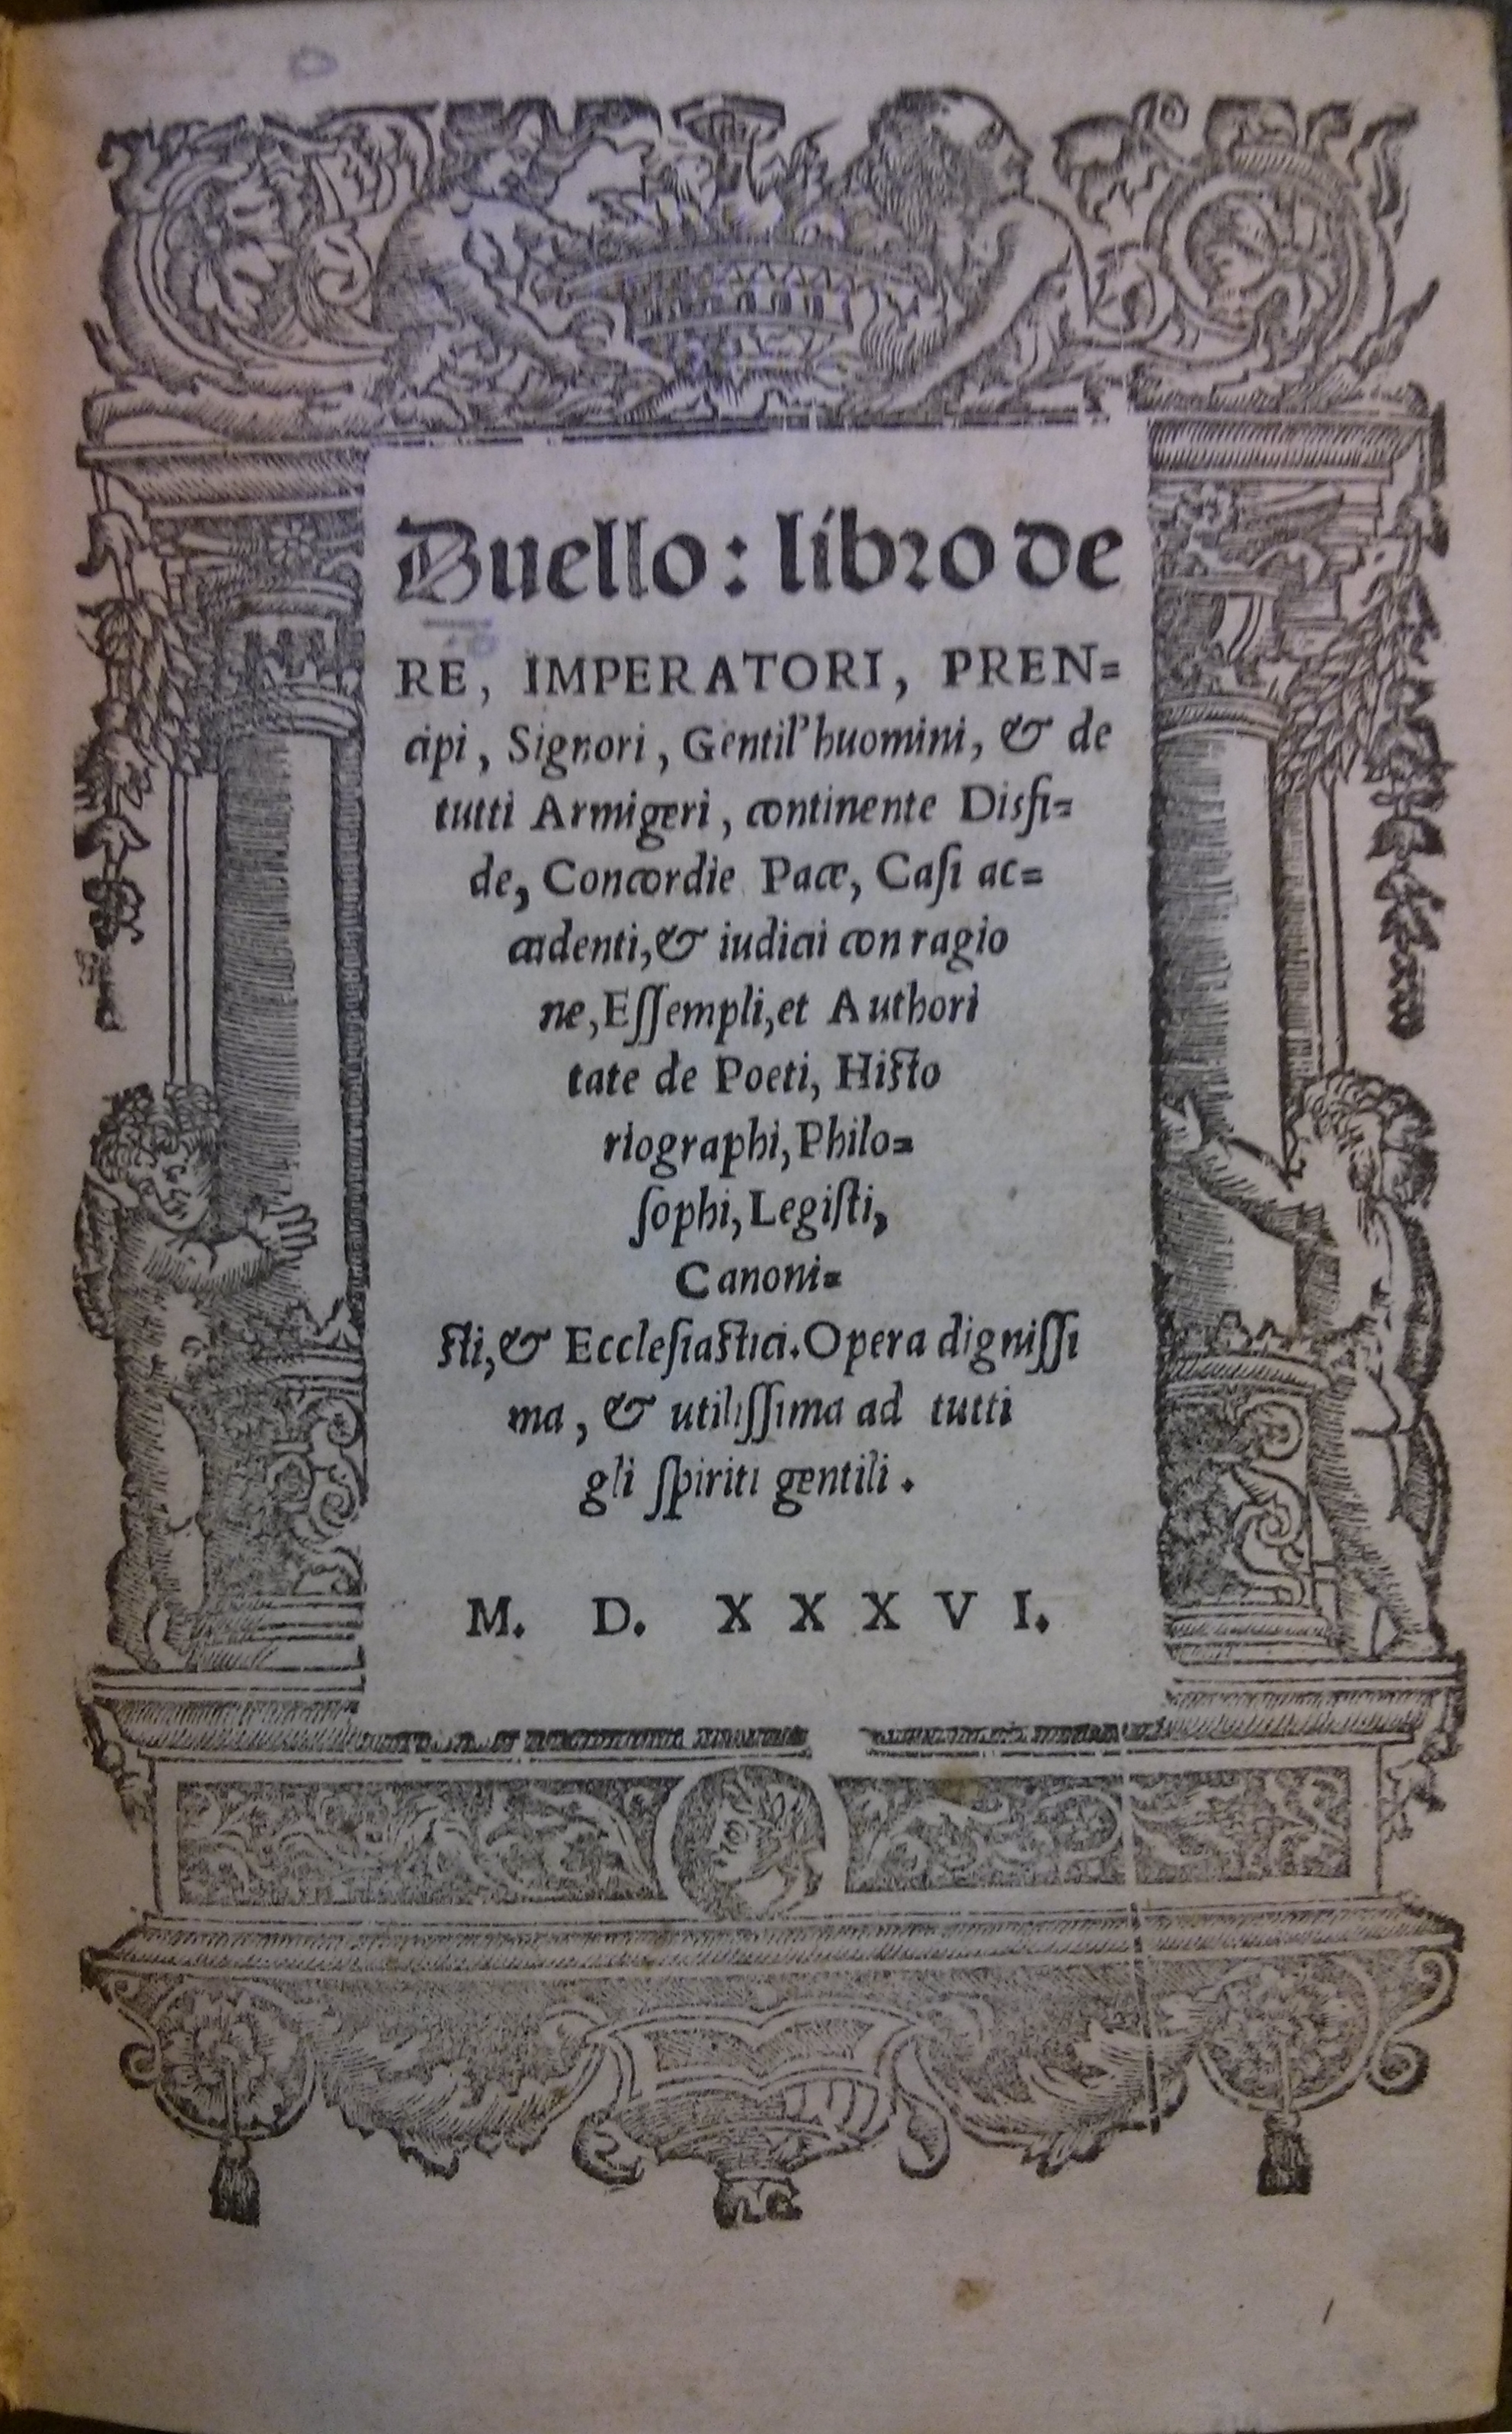 Duello: libro de
RE, IMPERATORI, PREN=
cipi, Signori, Gentil'huomini, & de
tutti Armigeri, continente Disfi=
de, Concordie Pace, Caſi ac=
cidenti, & iudicii con ragio
ne, Eſſempli, et Authori
tate de Poeti, Hiſto
riographi, Philo=
ſophi, Legiſti,
Canoni=
ſti, & Eccleſiaſtici. Opera digniſſi
ma, & utiliſſima ad tutti
gli ſpiriti gentili.
M. D. X X X V I.